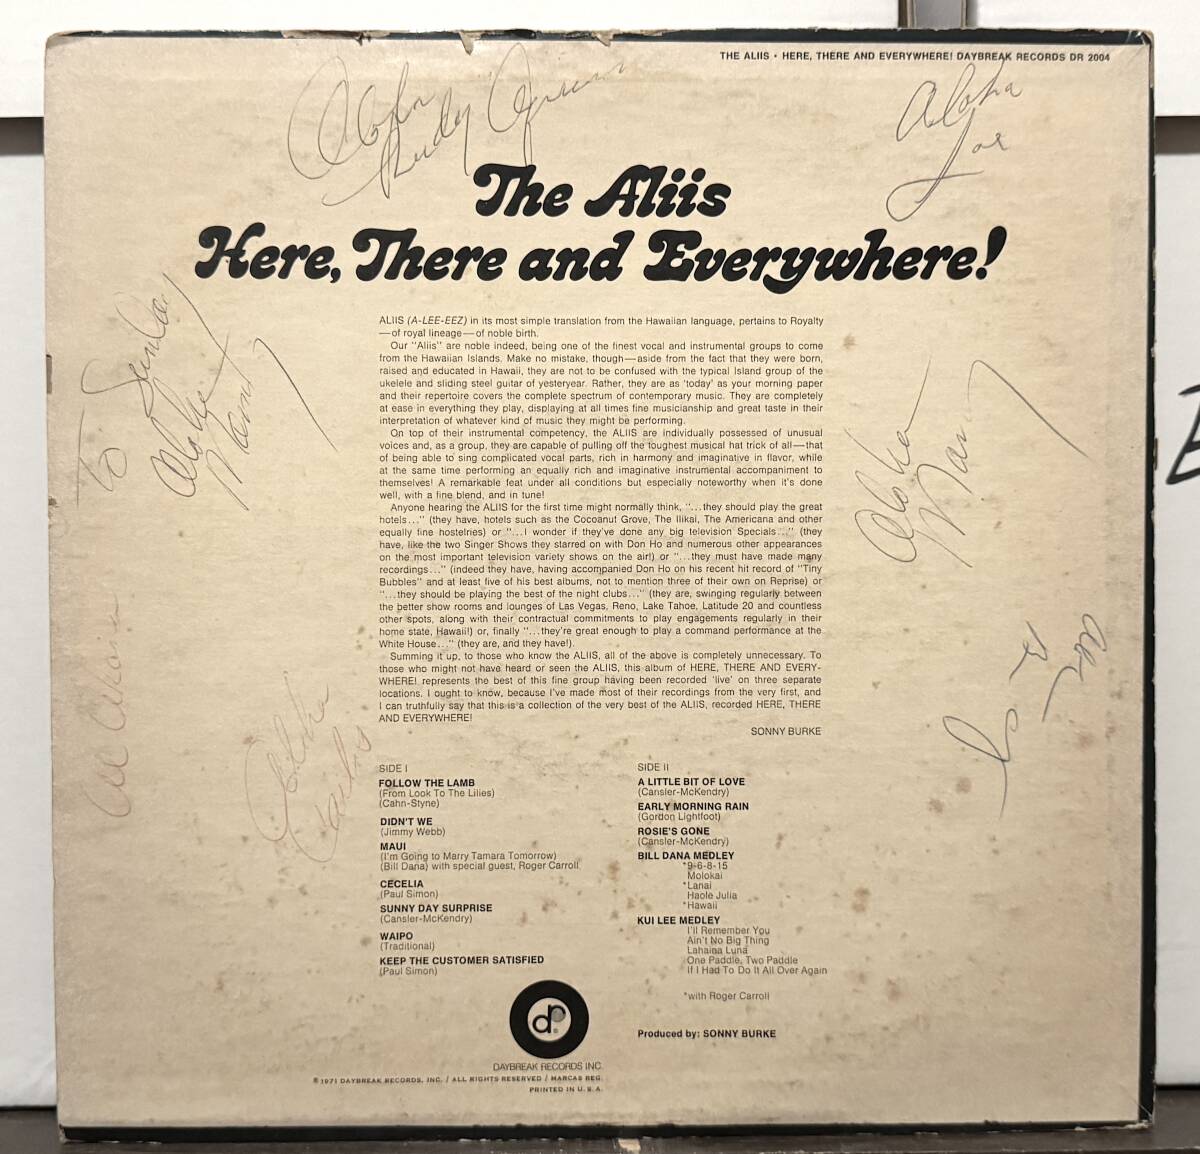 THE ALIIS • HERE, THERE AND EVERYWHERE! DAYBREAK RECORDS DR 2004
Aloha
Rudy
Aloha
Joe
The Aliis
Here, There and Everywhere!
To
Aloha
Aloha
Aloha
ALIIS (A-LEE-EEZ) in its most simple translation from the Hawaiian language, pertains to Royalty
—of royal lineage—of noble birth.
Our "Aliis" are noble indeed, being one of the finest vocal and instrumental groups to come
from the Hawaiian Islands. Make no mistake, though—aside from the fact that they were born,
raised and educated in Hawaii, they are not to be confused with the typical Island group of the
ukelele and sliding steel guitar of yesteryear. Rather, they are as 'today' as your morning paper
and their repertoire covers the complete spectrum of contemporary music. They are completely
at ease in everything they play, displaying at all times fine musicianship and great taste in their
interpretation of whatever kind of music they might be performing.
On top of their instrumental competency, the ALIIS are individually possessed of unusual
voices and, as a group, they are capable of pulling off the toughest musical hat trick of all—that
of being able to sing complicated vocal parts, rich in harmony and imaginative in flavor, while
at the same time performing an equally rich and imaginative instrumental accompaniment to
themselves! A remarkable feat under all conditions but especially noteworthy when it's done
well, with a fine blend, and in tune!
Anyone hearing the ALIIS for the first time might normally think, "...they should play the great
hotels..." (they have, hotels such as the Cocoanut Grove, The Ilikai, The Americana and other
equally fine hostelries) or "...I wonder if they've done any big television Specials..." (they
have, like the two Singer Shows they starred on with Don Ho and numerous other appearances
on the most important television variety shows on the air!) or "...they must have made many
recordings..." (indeed they have, having accompanied Don Ho on his recent hit record of "Tiny
Bubbles" and at least five of his best albums, not to mention three of their own on Reprise) or
"...they should be playing the best of the night clubs..." (they are, swinging regularly between
the better show rooms and lounges of Las Vegas, Reno, Lake Tahoe, Latitude 20 and countless
other spots, along with their contractual commitments to play engagements regularly in their
home state, Hawaii!) or, finally "...they're great enough to play a command performance at the
White House..." (they are, and they have!).
Summing it up, to those who know the ALIIS, all of the above is completely unnecessary. To
those who might not have heard or seen the ALIIS, this album of HERE, THERE AND EVERY-
WHERE! represents the best of this fine group having been recorded 'live' on three separate
locations. I ought to know, because I've made most of their recordings from the very first, and
I can truthfully say that this is a collection of the very best of the ALIIS, recorded HERE, THERE
AND EVERYWHERE!
SONNY BURKE
Aloha
SIDE I
FOLLOW THE LAMB
(From Look To The Lilies)
(Cahn-Styne)
DIDN'T WE
(Jimmy Webb)
MAUI
(I'm Going to Marry Tamara Tomorrow)
(Bill Dana) with special guest, Roger Carroll
CECELIA
(Paul Simon)
SUNNY DAY SURPRISE
(Cansler-McKendry)
WAIPO
(Traditional)
KEEP THE CUSTOMER SATISFIED
(Paul Simon)
SIDE II
A LITTLE BIT OF LOVE
(Cansler-McKendry)
EARLY MORNING RAIN
(Gordon Lightfoot)
ROSIE'S GONE
(Cansler-McKendry)
BILL DANA MEDLEY
*9-6-8-15
Molokai
*Lanai
Haole Julia
*Hawaii
KUI LEE MEDLEY
I'll Remember You
Ain't No Big Thing
Lahaina Luna
One Paddle, Two Paddle
If I Had To Do It All Over Again
*with Roger Carroll
Produced by: SONNY BURKE
dr
DAYBREAK RECORDS INC.
℗ 1971 DAYBREAK RECORDS, INC. / ALL RIGHTS RESERVED / MARCAS REG.
PRINTED IN U.S.A.